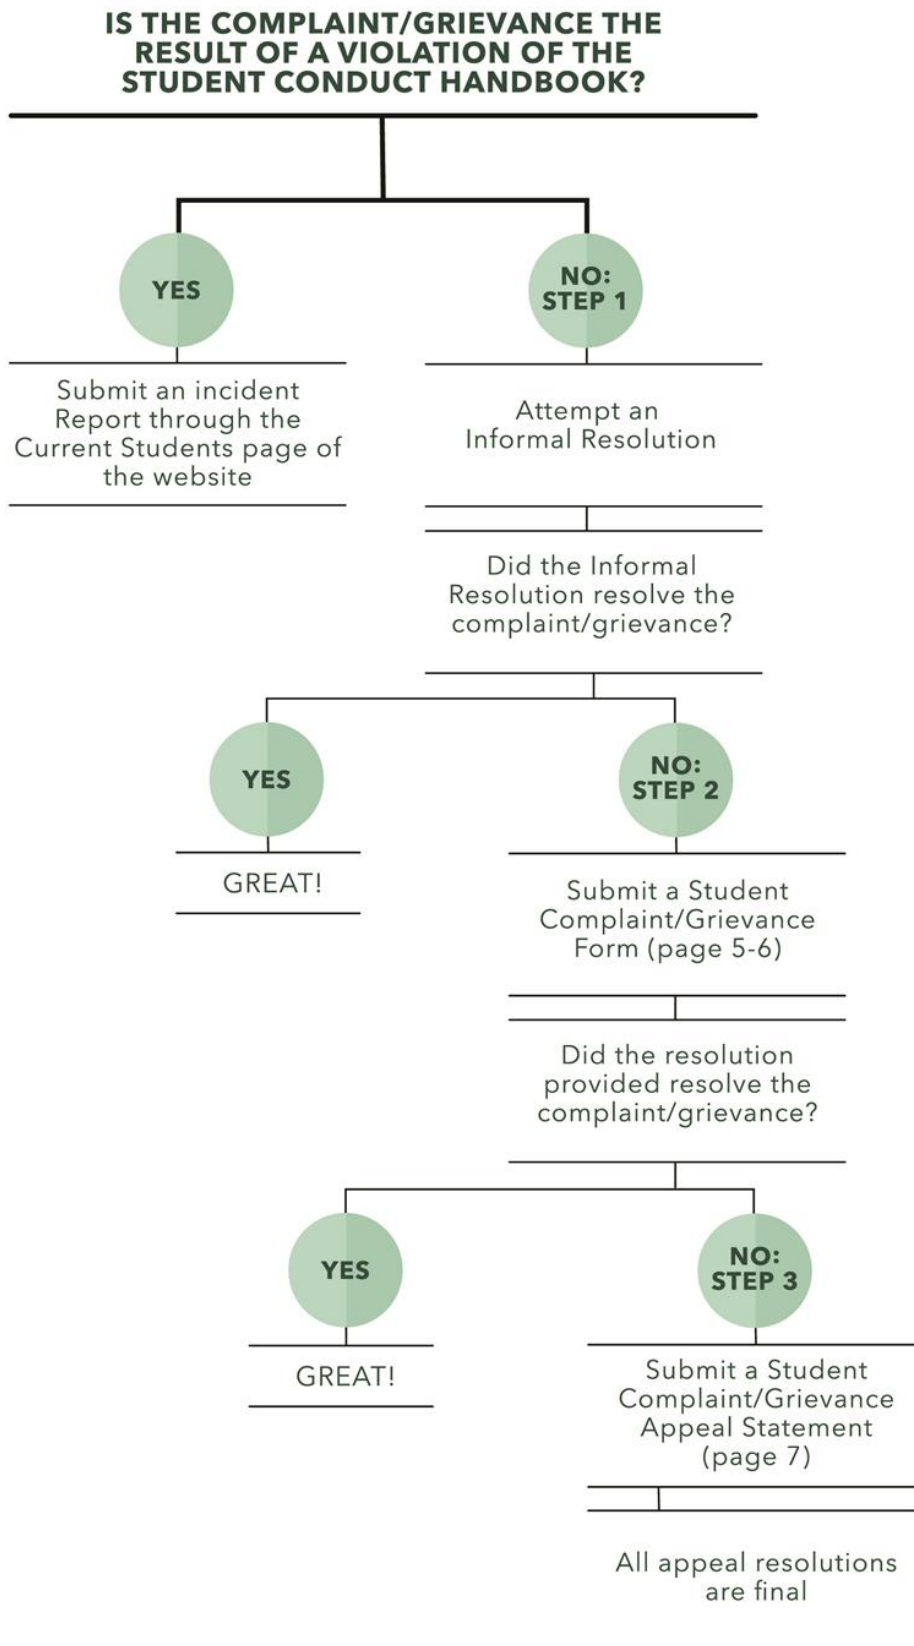 IS THE COMPLAINT/GRIEVANCE THE
RESULT OF A VIOLATION OF THE
STUDENT CONDUCT HANDBOOK?
YES
Submit an incident
Report through the
Current Students page of
the website
NO:
STEP 1
Attempt an
Informal Resolution
Did the Informal
Resolution resolve the
complaint/grievance?
YES
GREAT!
NO:
STEP 2
Submit a Student
Complaint/Grievance
Form (page 5-6)
Did the resolution
provided resolve the
complaint/grievance?
YES
GREAT!
NO:
STEP 3
Submit a Student
Complaint/Grievance
Appeal Statement
(page 7)
All appeal resolutions
are final